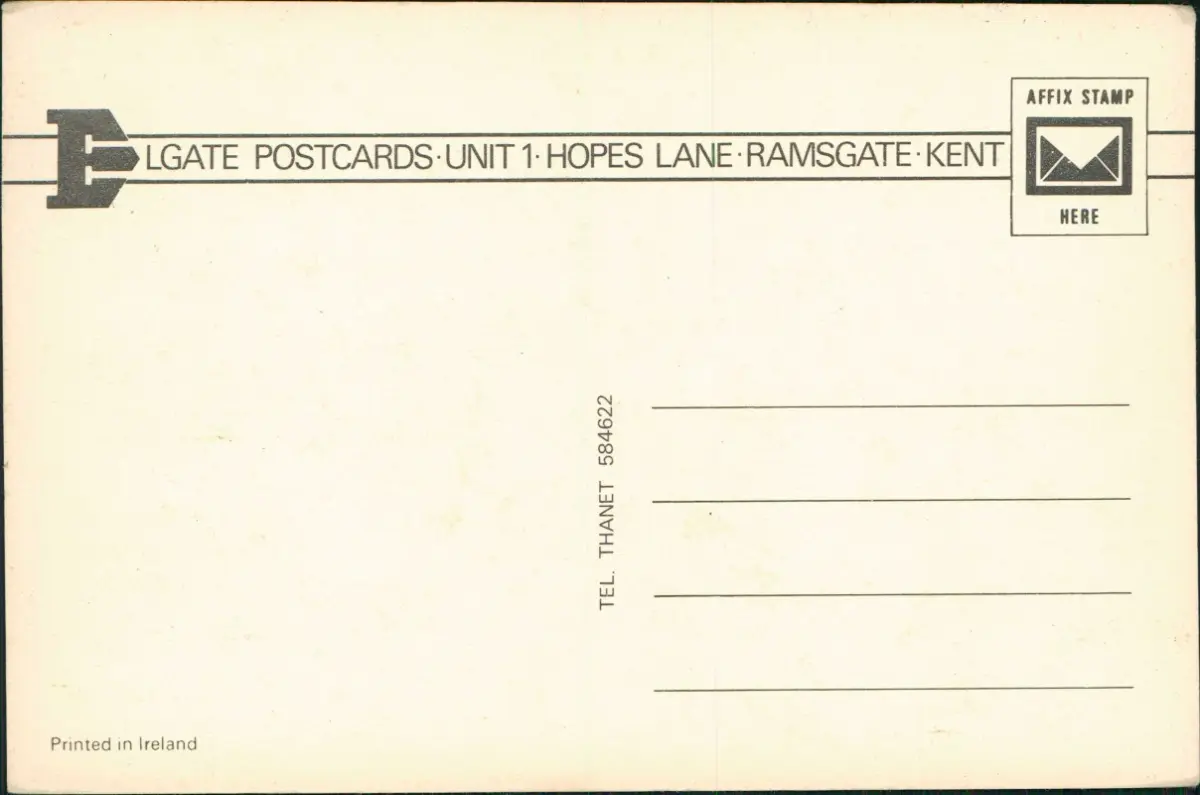 ELGATE POSTCARDS·UNIT 1·HOPES LANE·RAMSGATE·KENT
AFFIX STAMP
HERE
TEL. THANET 584622
Printed in Ireland